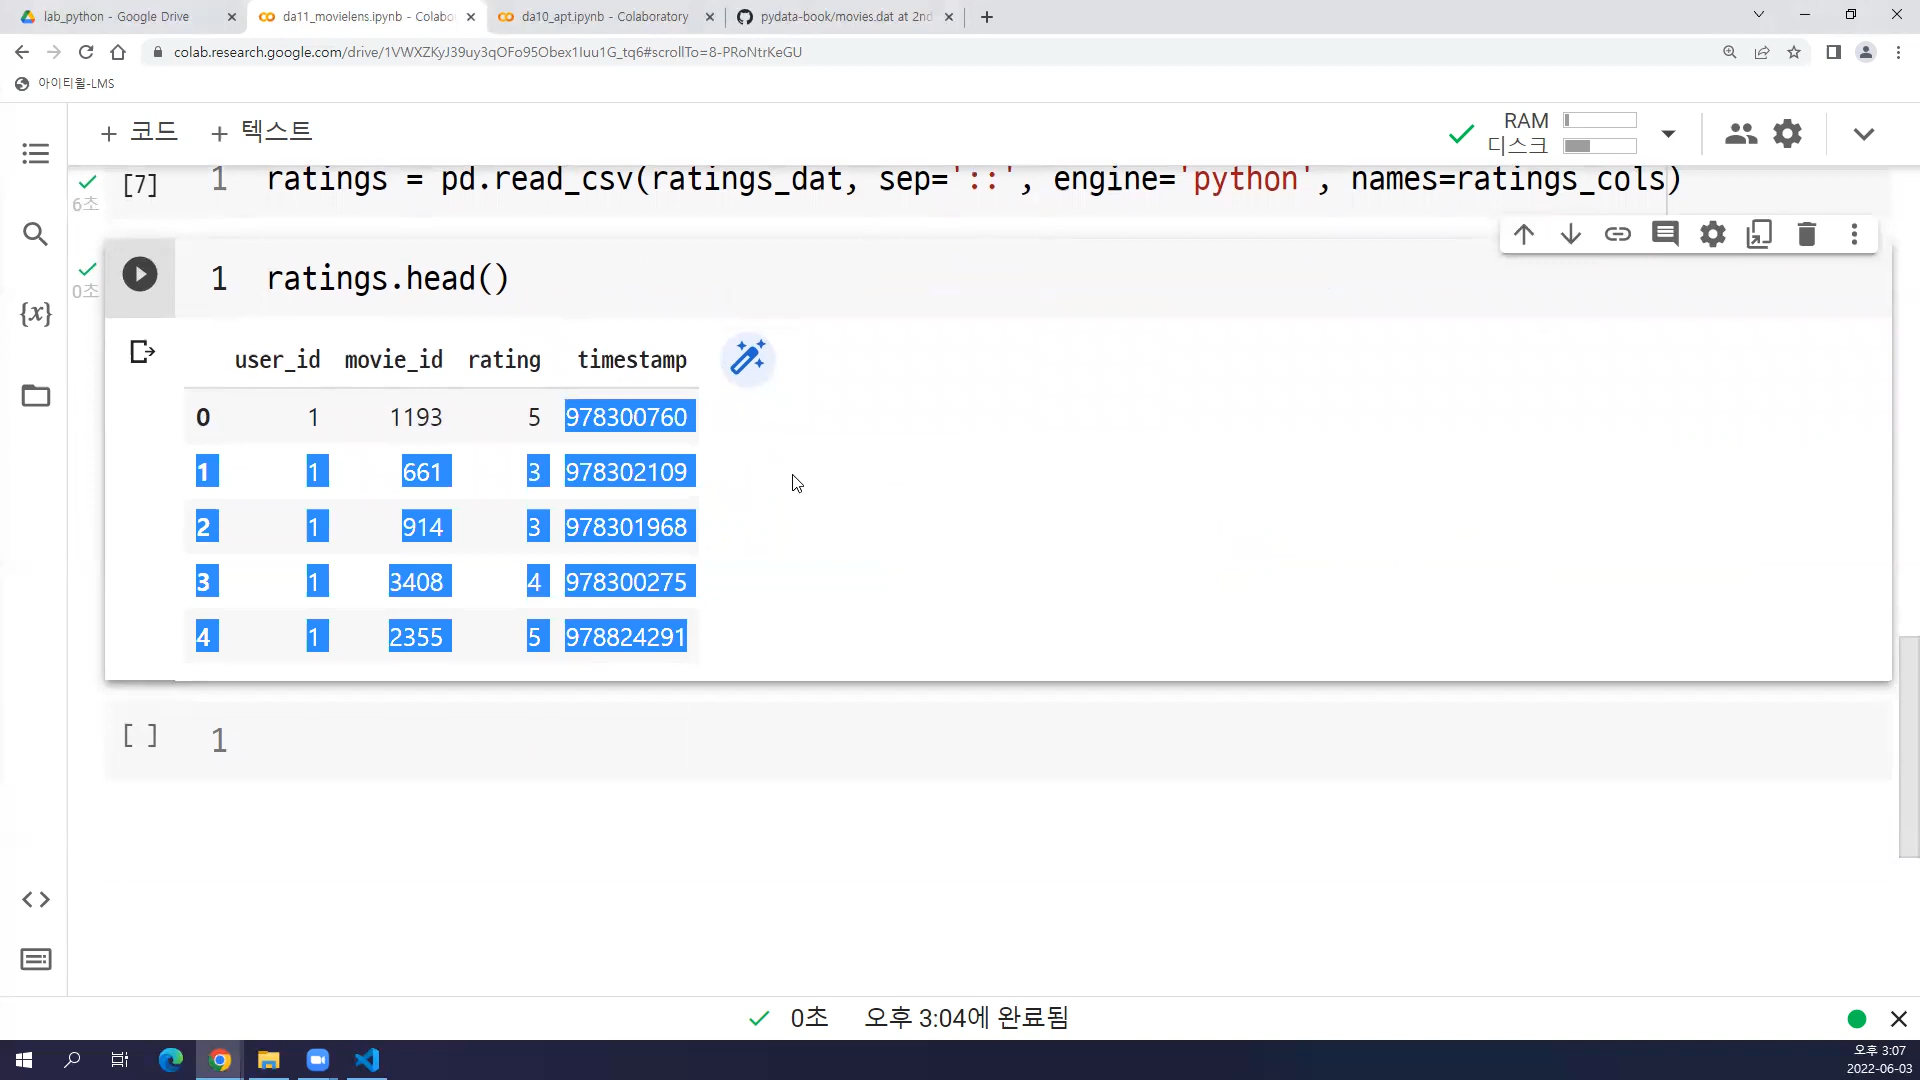 lab_python - Google Drive
da11_movielens.ipynb - Colabo
da10_apt.ipynb - Colaboratory
pydata-book/movies.dat at 2nd
colab.research.google.com/drive/1VWXZKyJ39uy3qOFo95Obex1Iuu1G_tq6#scrollTo=8-PRoNtrKeGU
아이티윌-LMS
+ 코드 + 텍스트
RAM
디스크
[7] 1 ratings = pd.read_csv(ratings_dat, sep='::', engine='python', names=ratings_cols)
6초
1 ratings.head()
0초
{x}
user_id movie_id rating timestamp
0 1 1193 5 978300760
1 1 661 3 978302109
2 1 914 3 978301968
3 1 3408 4 978300275
4 1 2355 5 978824291
[ ] 1
0초 오후 3:04에 완료됨
오후 3:07
2022-06-03